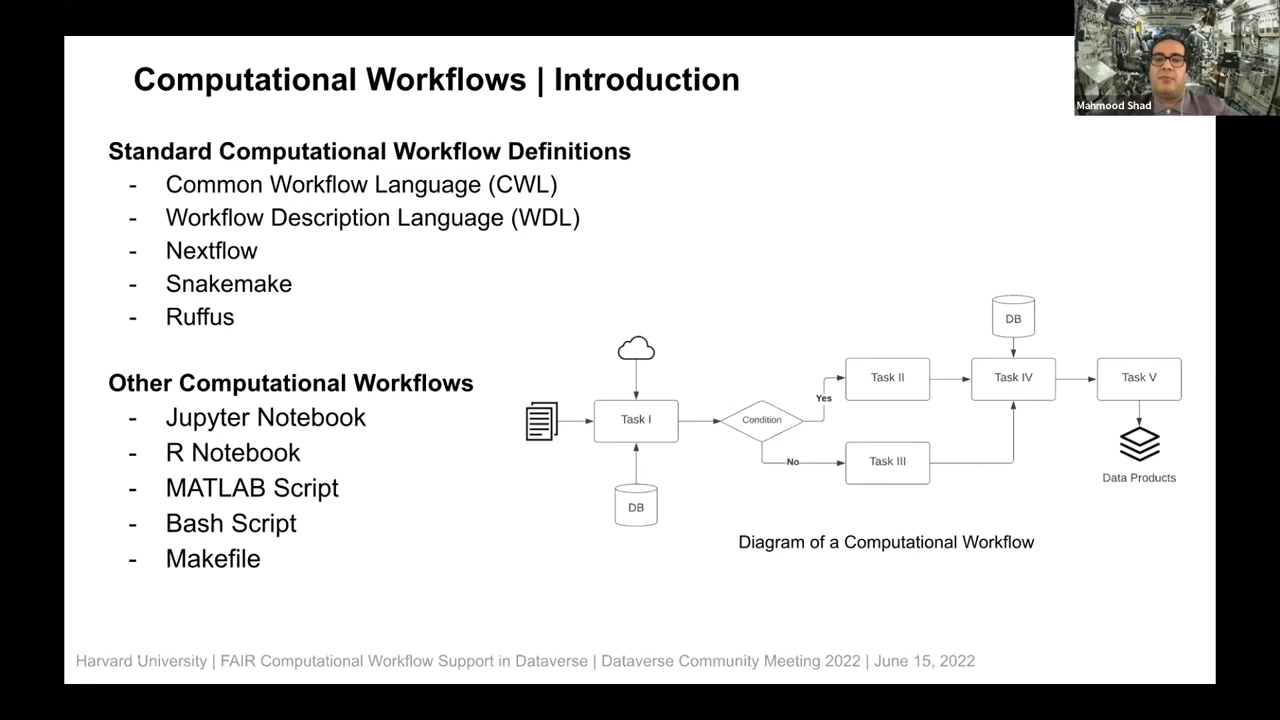 Computational Workflows | Introduction
Mahmood Shad
Standard Computational Workflow Definitions
- Common Workflow Language (CWL)
- Workflow Description Language (WDL)
- Nextflow
- Snakemake
- Ruffus
Other Computational Workflows
- Jupyter Notebook
- R Notebook
- MATLAB Script
- Bash Script
- Makefile
DB
Task I
Condition
Yes
No
Task II
Task III
DB
Task IV
Task V
Data Products
Diagram of a Computational Workflow
Harvard University | FAIR Computational Workflow Support in Dataverse | Dataverse Community Meeting 2022 | June 15, 2022